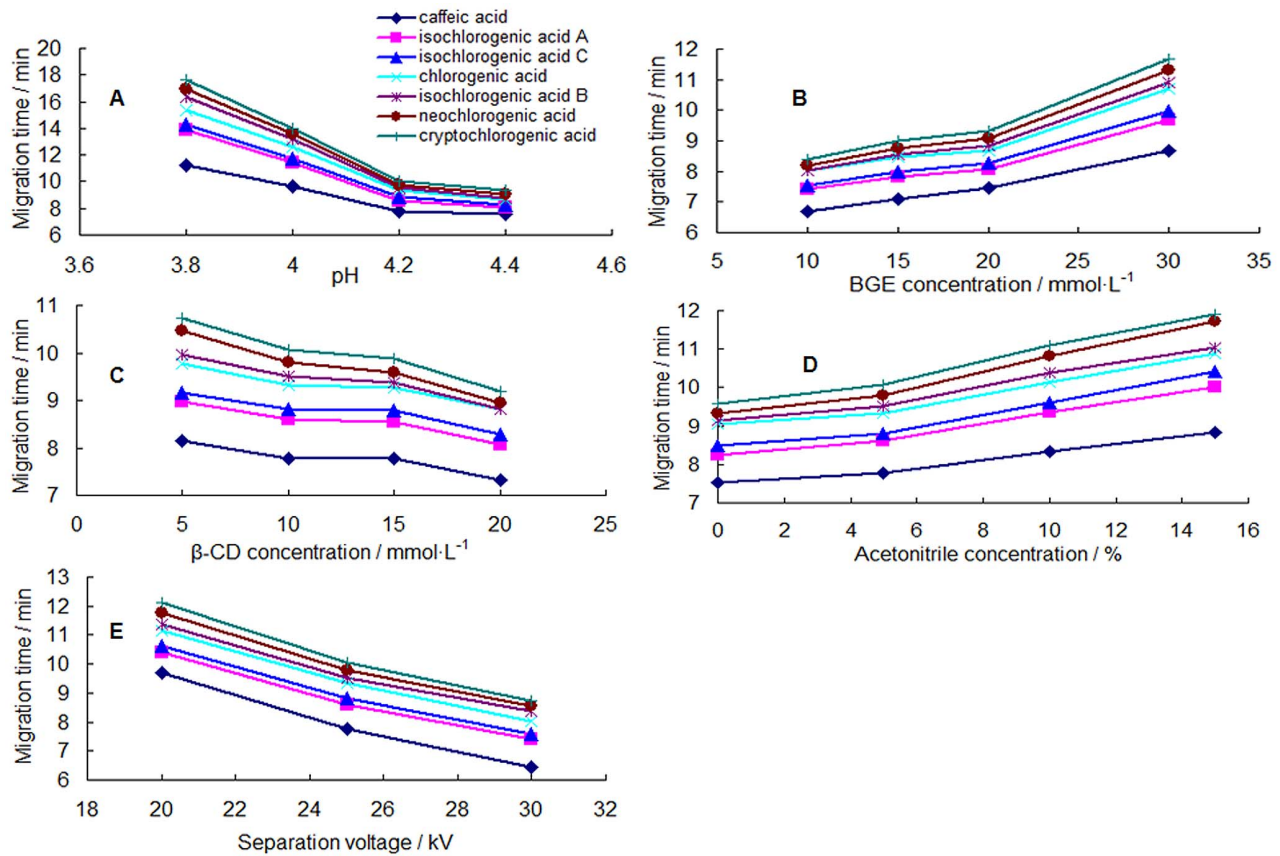 caffeic acid
isochlorogenic acid A
isochlorogenic acid C
chlorogenic acid
isochlorogenic acid B
neochlorogenic acid
cryptochlorogenic acid
A
Migration time / min
20
18
16
14
12
10
8
6
3.6 3.8 4 4.2 4.4 4.6
pH
B
Migration time / min
12
11
10
9
8
7
6
5 10 15 20 25 30 35
BGE concentration / mmol·L⁻¹
C
Migration time / min
11
10
9
8
7
0 5 10 15 20 25
β-CD concentration / mmol·L⁻¹
D
Migration time / min
12
11
10
9
8
7
0 2 4 6 8 10 12 14 16
Acetonitrile concentration / %
E
Migration time / min
13
12
11
10
9
8
7
6
18 20 22 24 26 28 30 32
Separation voltage / kV